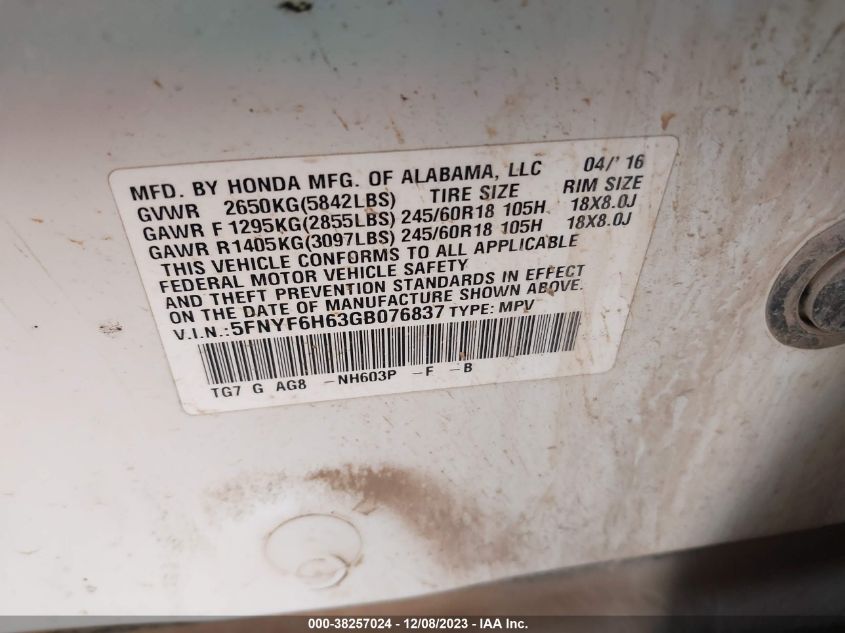 MFD. BY HONDA MFG. OF ALABAMA, LLC 04/' 16
GVWR 2650KG(5842LBS) TIRE SIZE RIM SIZE
GAWR F 1295KG(2855LBS) 245/60R18 105H 18X8.0J
GAWR R1405KG(3097LBS) 245/60R18 105H 18X8.0J
THIS VEHICLE CONFORMS TO ALL APPLICABLE
FEDERAL MOTOR VEHICLE SAFETY
AND THEFT PREVENTION STANDARDS IN EFFECT
ON THE DATE OF MANUFACTURE SHOWN ABOVE.
V.I.N.:5FNYF6H63GB076837 TYPE: MPV
TG7 G AG8 -NH603P -F -B
000-38257024 - 12/08/2023 - IAA Inc.